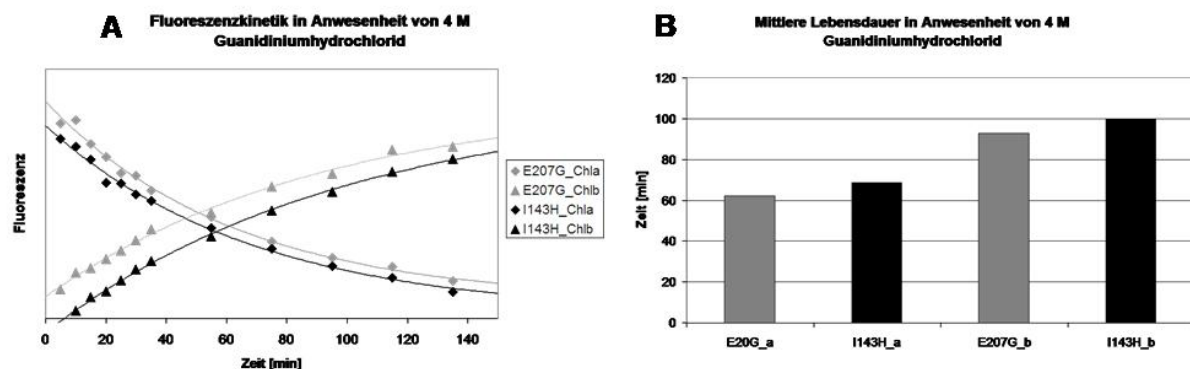 A
Fluoreszenzkinetik in Anwesenheit von 4 M
Guanidiniumhydrochlorid
Fluoreszenz
E207G_Chla
E207G_Chlb
I143H_Chla
I143H_Chlb
0 20 40 60 80 100 120 140
Zeit [min]
B
Mittlere Lebensdauer in Anwesenheit von 4 M
Guanidiniumhydrochlorid
Zeit [min]
120
100
80
60
40
20
0
E20G_a I143H_a E207G_b I143H_b